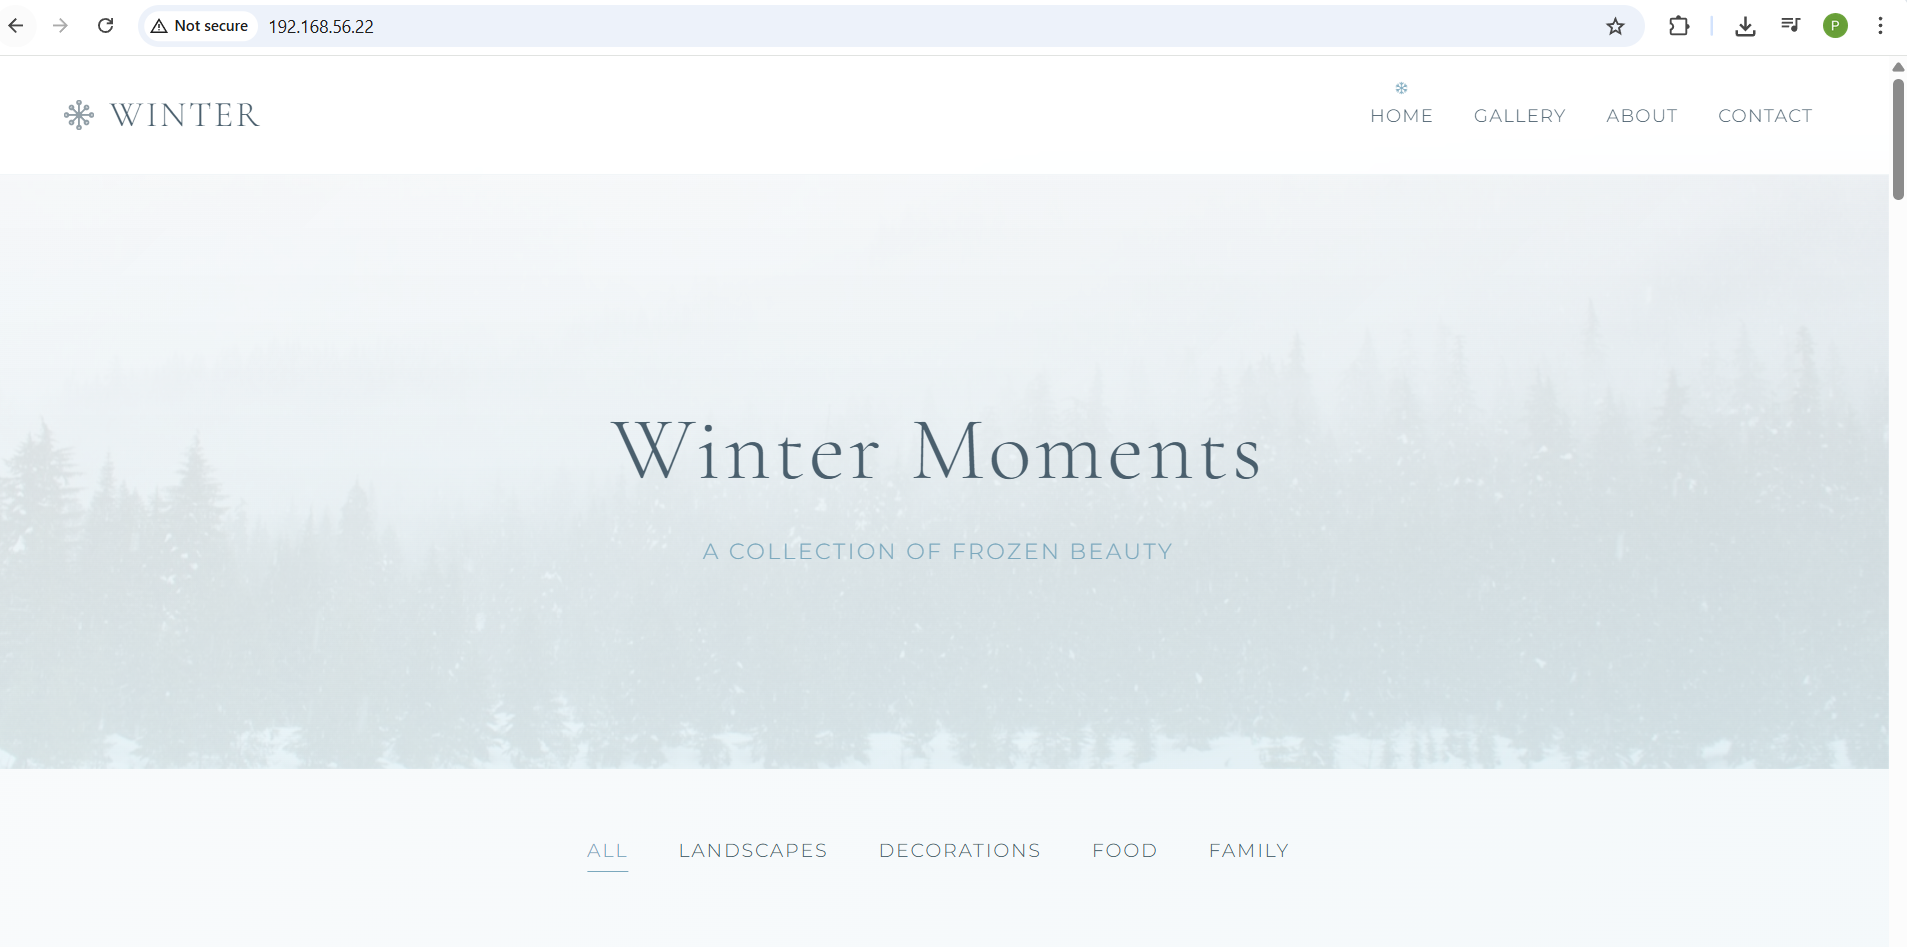 Not secure 192.168.56.22
P
WINTER
HOME GALLERY ABOUT CONTACT
Winter Moments
A COLLECTION OF FROZEN BEAUTY
ALL LANDSCAPES DECORATIONS FOOD FAMILY